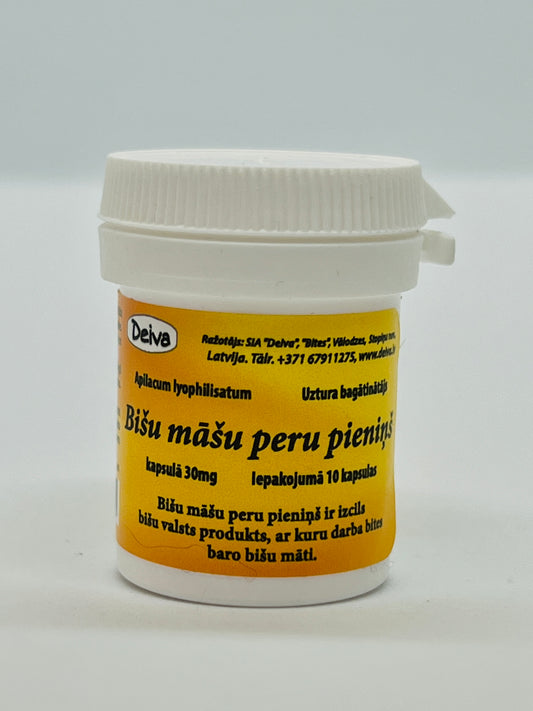 Deiva
Ražotājs: SIA "Deiva", "Bites", Vālodzes, Stopiņu nov.
Latvija. Tālr. +371 67911275, www.deiva.lv
Apilacum lyophilisatum Uztura bagātinātājs
Bišu māšu peru pieniņš
kapsulā 30mg Iepakojumā 10 kapsulas
Bišu māšu peru pieniņš ir izcils
bišu valsts produkts, ar kuru darba bites
baro bišu māti.